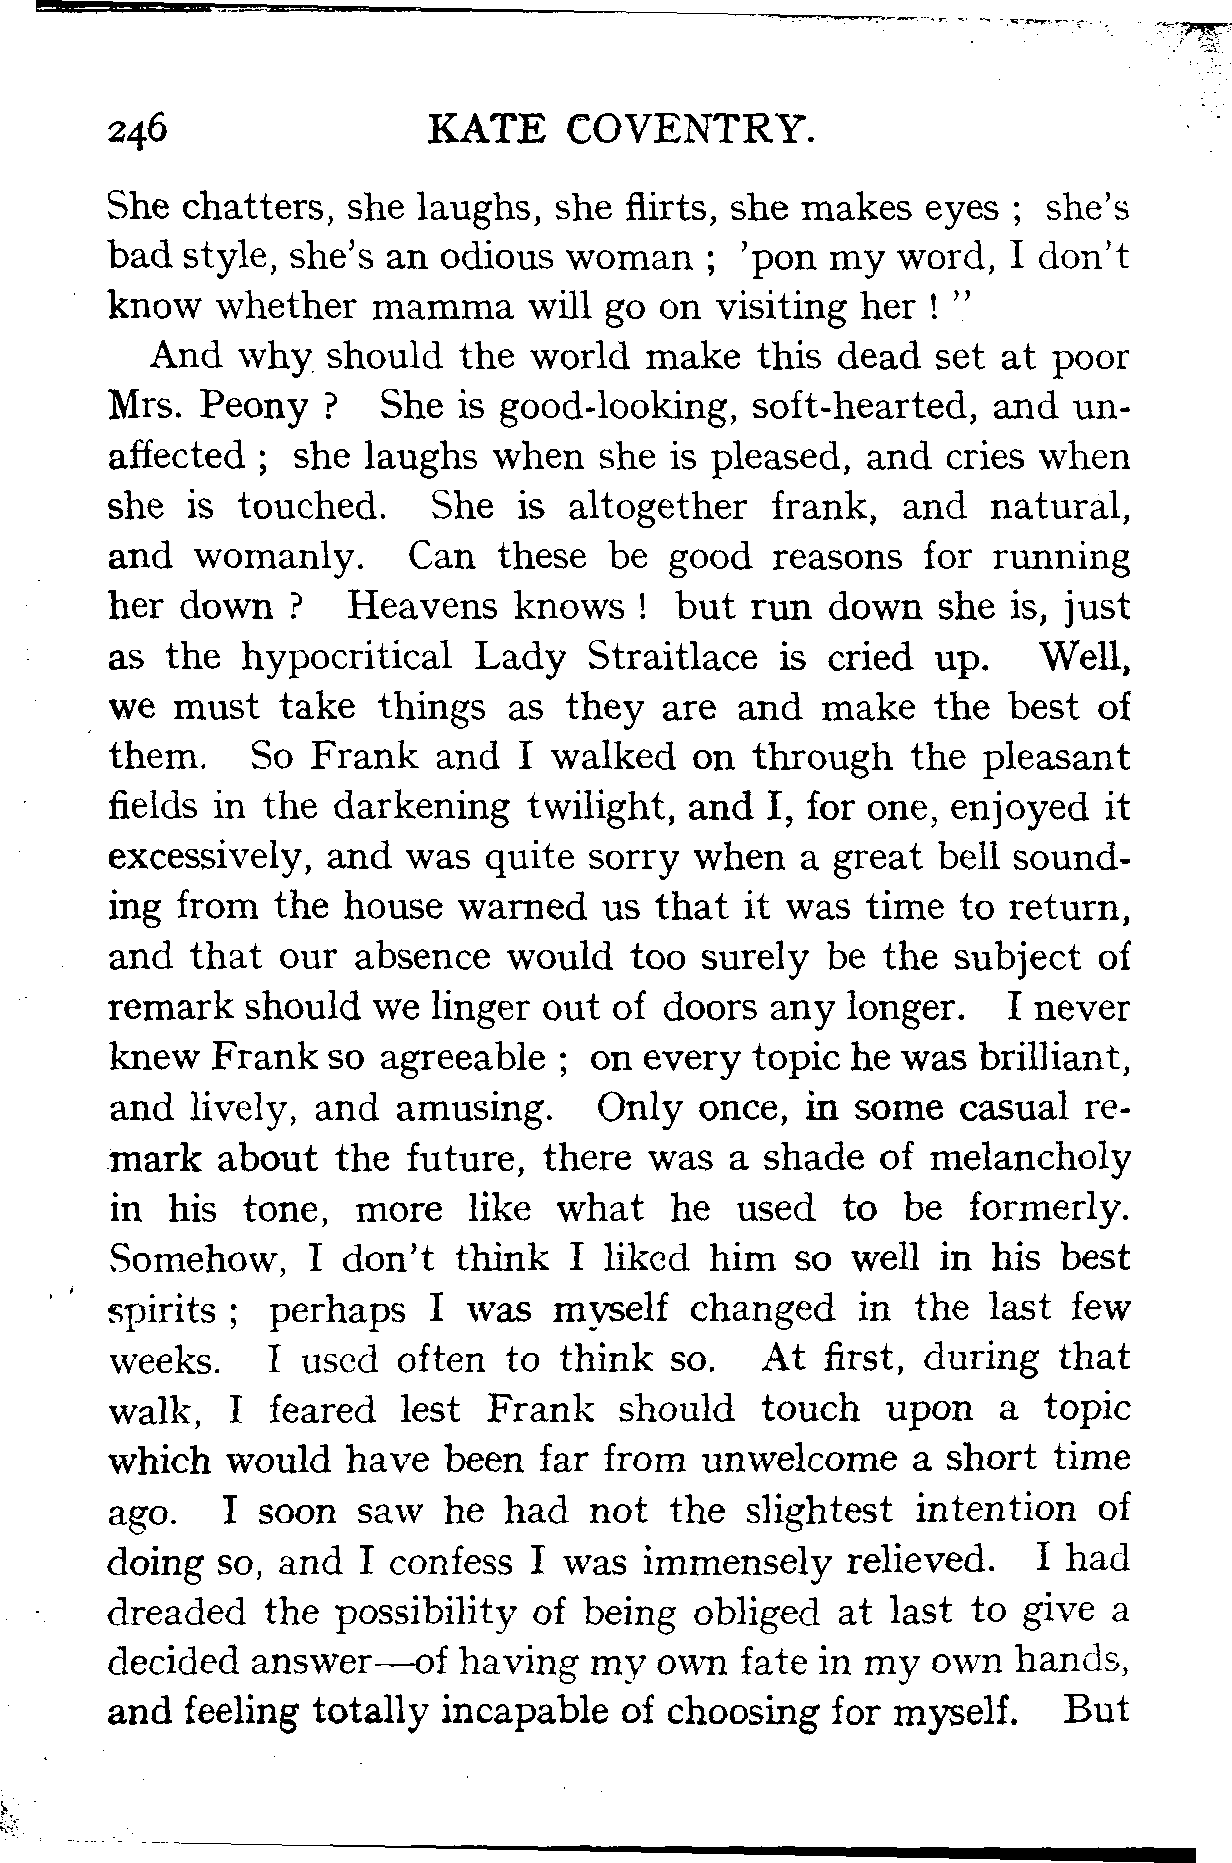 246 KATE COVENTRY.
She chatters, she laughs, she flirts, she makes eyes ; she's
bad style, she's an odious woman ; 'pon my word, I don't
know whether mamma will go on visiting her ! ”
And why should the world make this dead set at poor
Mrs. Peony ? She is good-looking, soft-hearted, and un-
affected ; she laughs when she is pleased, and cries when
she is touched. She is altogether frank, and natural,
and womanly. Can these be good reasons for running
her down ? Heavens knows ! but run down she is, just
as the hypocritical Lady Straitlace is cried up. Well,
we must take things as they are and make the best of
them. So Frank and I walked on through the pleasant
fields in the darkening twilight, and I, for one, enjoyed it
excessively, and was quite sorry when a great bell sound-
ing from the house warned us that it was time to return,
and that our absence would too surely be the subject of
remark should we linger out of doors any longer. I never
knew Frank so agreeable ; on every topic he was brilliant,
and lively, and amusing. Only once, in some casual re-
mark about the future, there was a shade of melancholy
in his tone, more like what he used to be formerly.
Somehow, I don't think I liked him so well in his best
spirits ; perhaps I was myself changed in the last few
weeks. I used often to think so. At first, during that
walk, I feared lest Frank should touch upon a topic
which would have been far from unwelcome a short time
ago. I soon saw he had not the slightest intention of
doing so, and I confess I was immensely relieved. I had
dreaded the possibility of being obliged at last to give a
decided answer—of having my own fate in my own hands,
and feeling totally incapable of choosing for myself. But